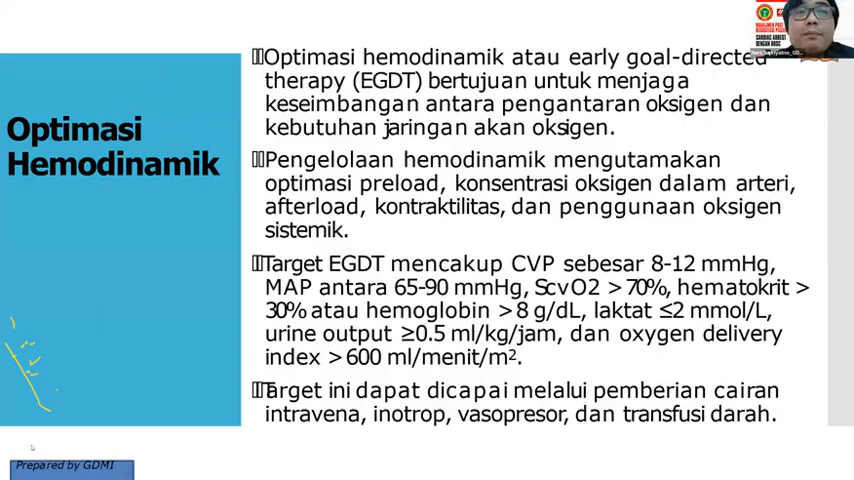 Optimasi
Hemodinamik
Optimasi hemodinamik atau early goal-directed
therapy (EGDT) bertujuan untuk menjaga
keseimbangan antara pengantaran oksigen dan
kebutuhan jaringan akan oksigen.
Pengelolaan hemodinamik mengutamakan
optimasi preload, konsentrasi oksigen dalam arteri,
afterload, kontraktilitas, dan penggunaan oksigen
sistemik.
Target EGDT mencakup CVP sebesar 8-12 mmHg,
MAP antara 65-90 mmHg, ScvO2 >70%, hematokrit >
30% atau hemoglobin >8 g/dL, laktat ≤2 mmol/L,
urine output ≥0.5 ml/kg/jam, dan oxygen delivery
index >600 ml/menit/m².
Target ini dapat dicapai melalui pemberian cairan
intravena, inotrop, vasopresor, dan transfusi darah.
Prepared by GDMI
CARDIAC ARREST